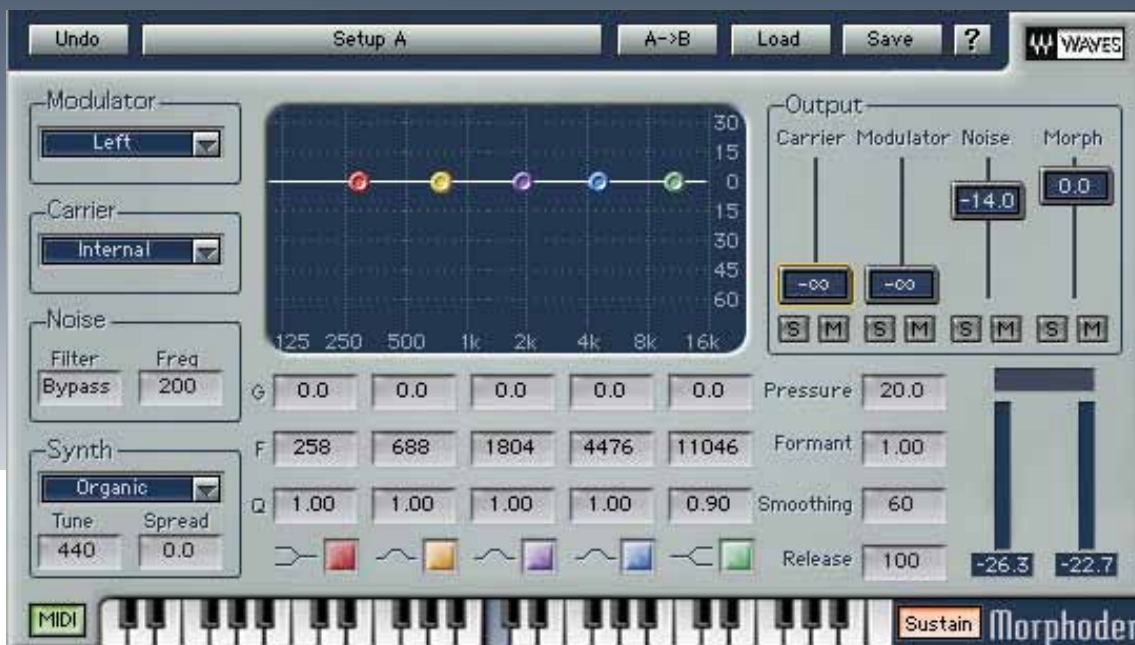 Undo
Setup A
A->B
Load
Save
?
WAVES
Modulator
Left
Carrier
Internal
Noise
Filter Freq
Bypass 200
Synth
Organic
Tune Spread
440 0.0
30
15
0
15
30
45
60
125 250 500 1k 2k 4k 8k 16k
G 0.0 0.0 0.0 0.0 0.0
F 258 688 1804 4476 11046
Q 1.00 1.00 1.00 1.00 0.90
Output
Carrier Modulator Noise Morph
-∞ -∞ -14.0 0.0
S M S M S M S M
Pressure 20.0
Formant 1.00
Smoothing 60
Release 100
-26.3 -22.7
MIDI
Sustain
Morphoder